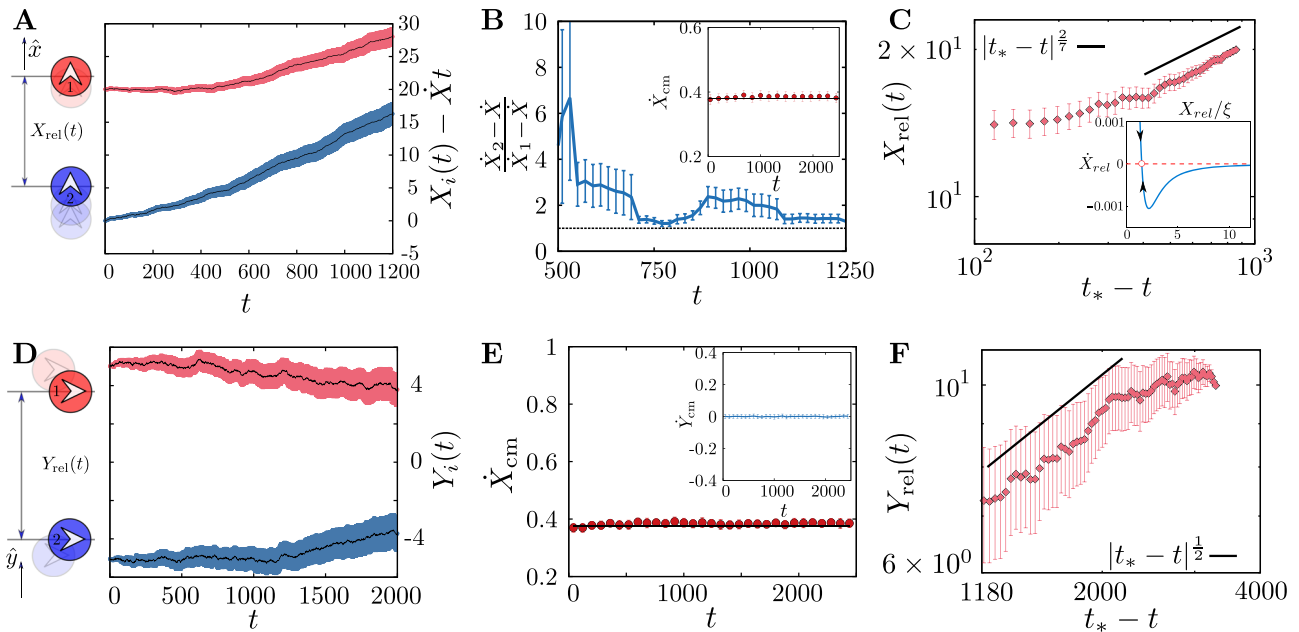 A
x̂
1
X_rel(t)
2
30
25
20
15
10
5
0
-5
X_i(t) − Ẋt
0 200 400 600 800 1000 1200
t
B
10
8
6
4
2
0
(Ẋ_2−Ẋ)/(Ẋ_1−Ẋ)
500 750 1000 1250
t
0.6
0.4
0.2
Ẋ_cm
0 1000 2000
t
C
|t_* − t|^{2/7}
2 × 10^1
10^1
X_rel(t)
10^2 10^3
t_* − t
X_rel/ξ
0.001
0
−0.001
Ẋ_rel
0 5 10
D
1
Y_rel(t)
2
ŷ
4
0
-4
Y_i(t)
0 500 1000 1500 2000
t
E
1
0.8
0.6
0.4
0.2
Ẋ_cm
0 500 1000 1500 2000
t
0.4
0.2
0
-0.2
-0.4
Ẏ_cm
0 1000 2000
t
F
10^1
6 × 10^0
Y_rel(t)
|t_* − t|^{1/2}
1180 2000 4000
t_* − t